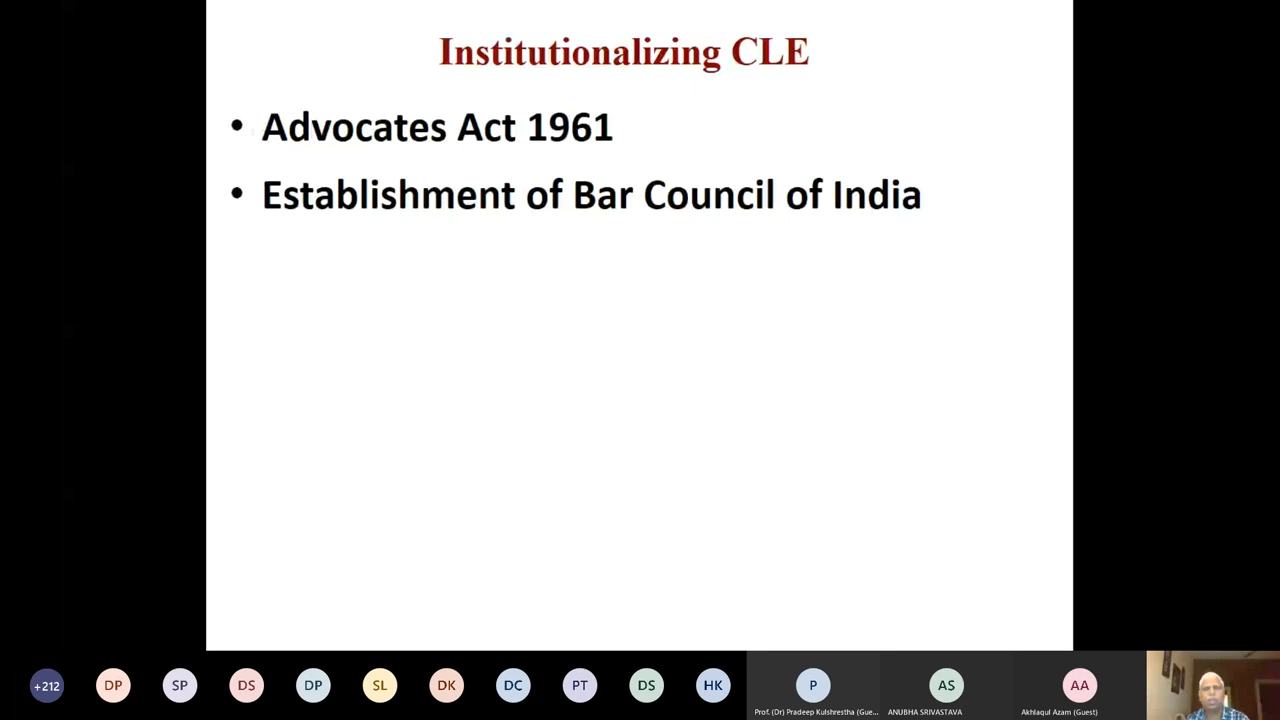 Institutionalizing CLE
• Advocates Act 1961
• Establishment of Bar Council of India
+212 DP SP DS DP SL DK DC PT DS HK P AS AA
Prof. (Dr) Pradeep Kulshrestha (Gue... ANUBHA SRIVASTAVA Akhlaqul Azam (Guest)